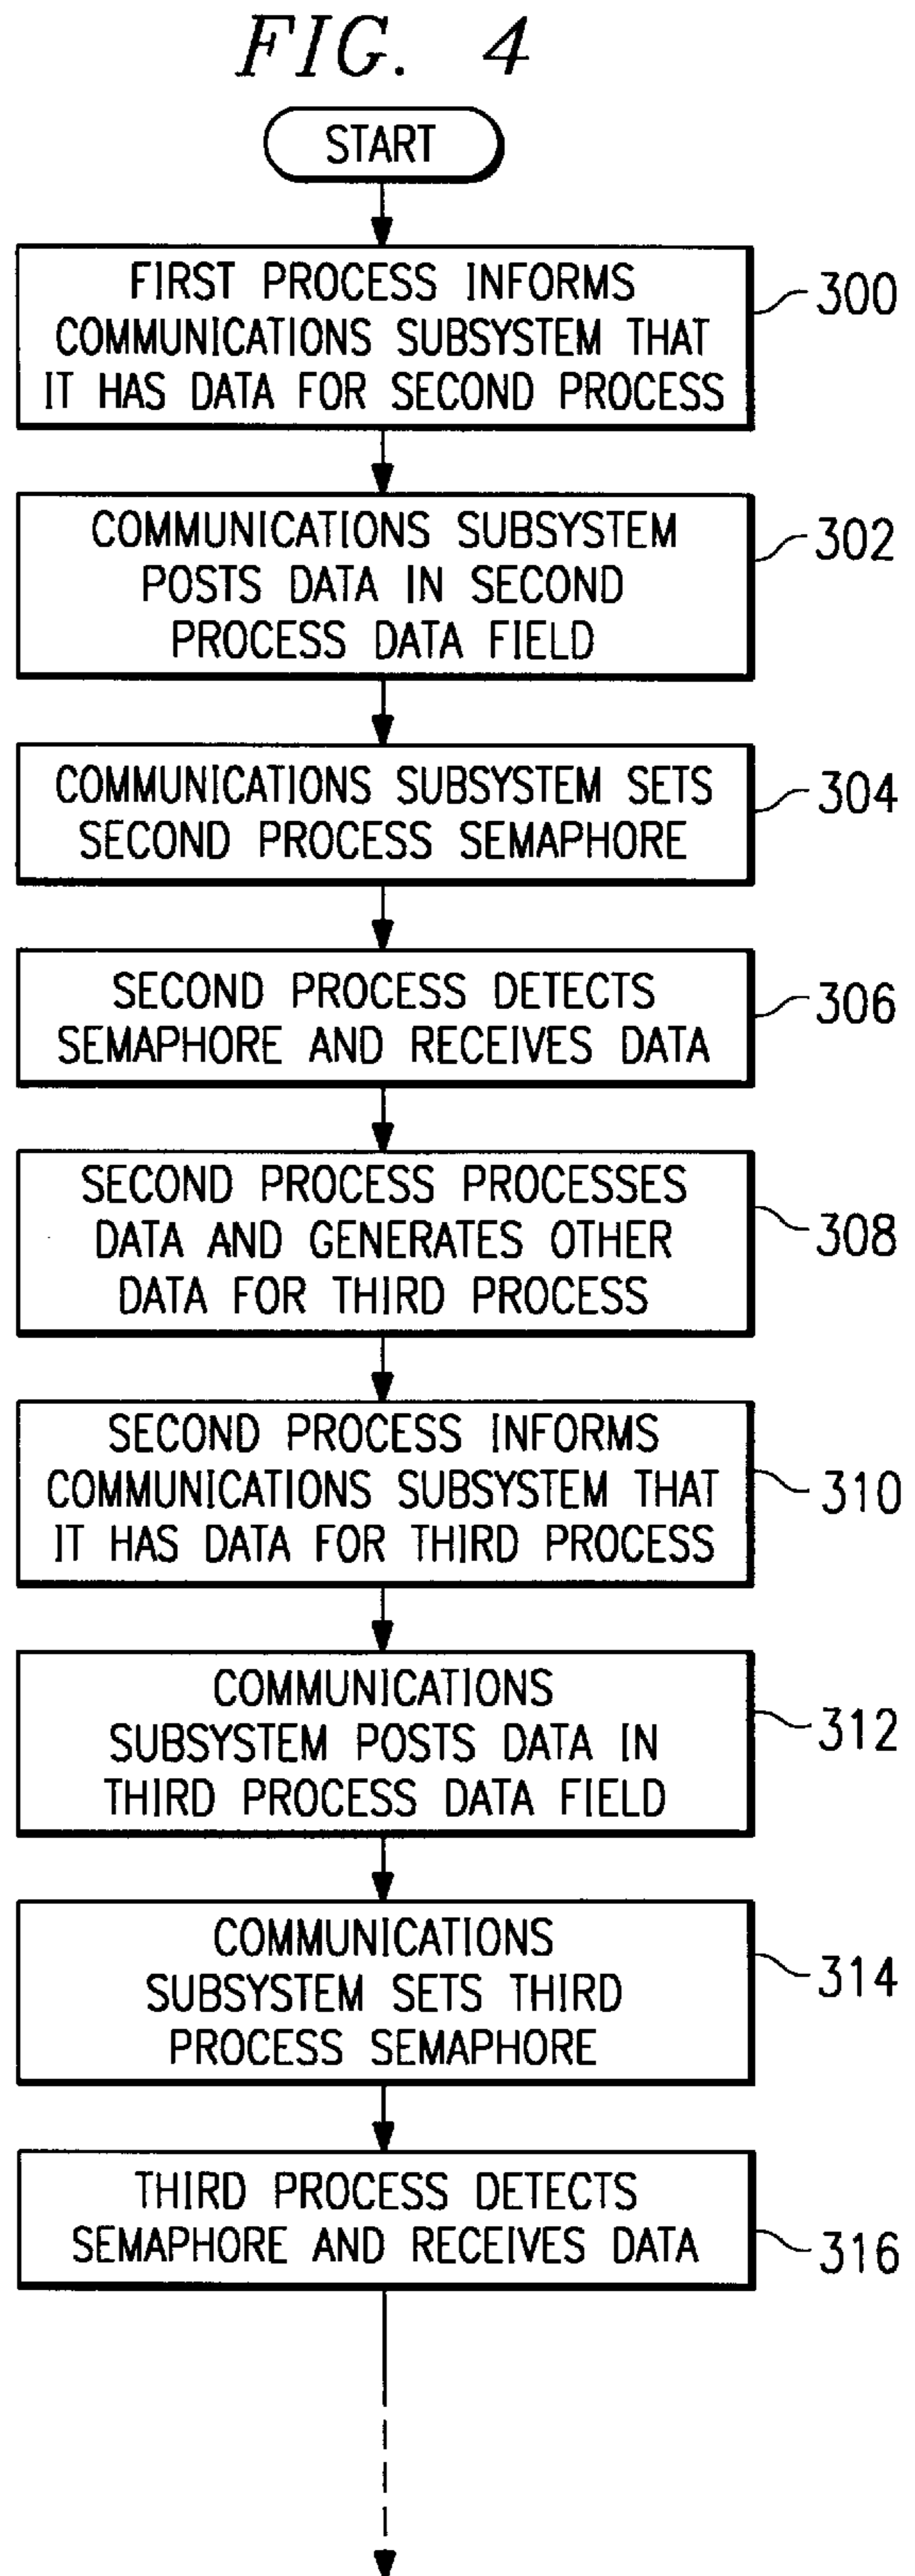 FIG. 4
START
FIRST PROCESS INFORMS
COMMUNICATIONS SUBSYSTEM THAT
IT HAS DATA FOR SECOND PROCESS
300
COMMUNICATIONS SUBSYSTEM
POSTS DATA IN SECOND
PROCESS DATA FIELD
302
COMMUNICATIONS SUBSYSTEM SETS
SECOND PROCESS SEMAPHORE
304
SECOND PROCESS DETECTS
SEMAPHORE AND RECEIVES DATA
306
SECOND PROCESS PROCESSES
DATA AND GENERATES OTHER
DATA FOR THIRD PROCESS
308
SECOND PROCESS INFORMS
COMMUNICATIONS SUBSYSTEM THAT
IT HAS DATA FOR THIRD PROCESS
310
COMMUNICATIONS
SUBSYSTEM POSTS DATA IN
THIRD PROCESS DATA FIELD
312
COMMUNICATIONS
SUBSYSTEM SETS THIRD
PROCESS SEMAPHORE
314
THIRD PROCESS DETECTS
SEMAPHORE AND RECEIVES DATA
316